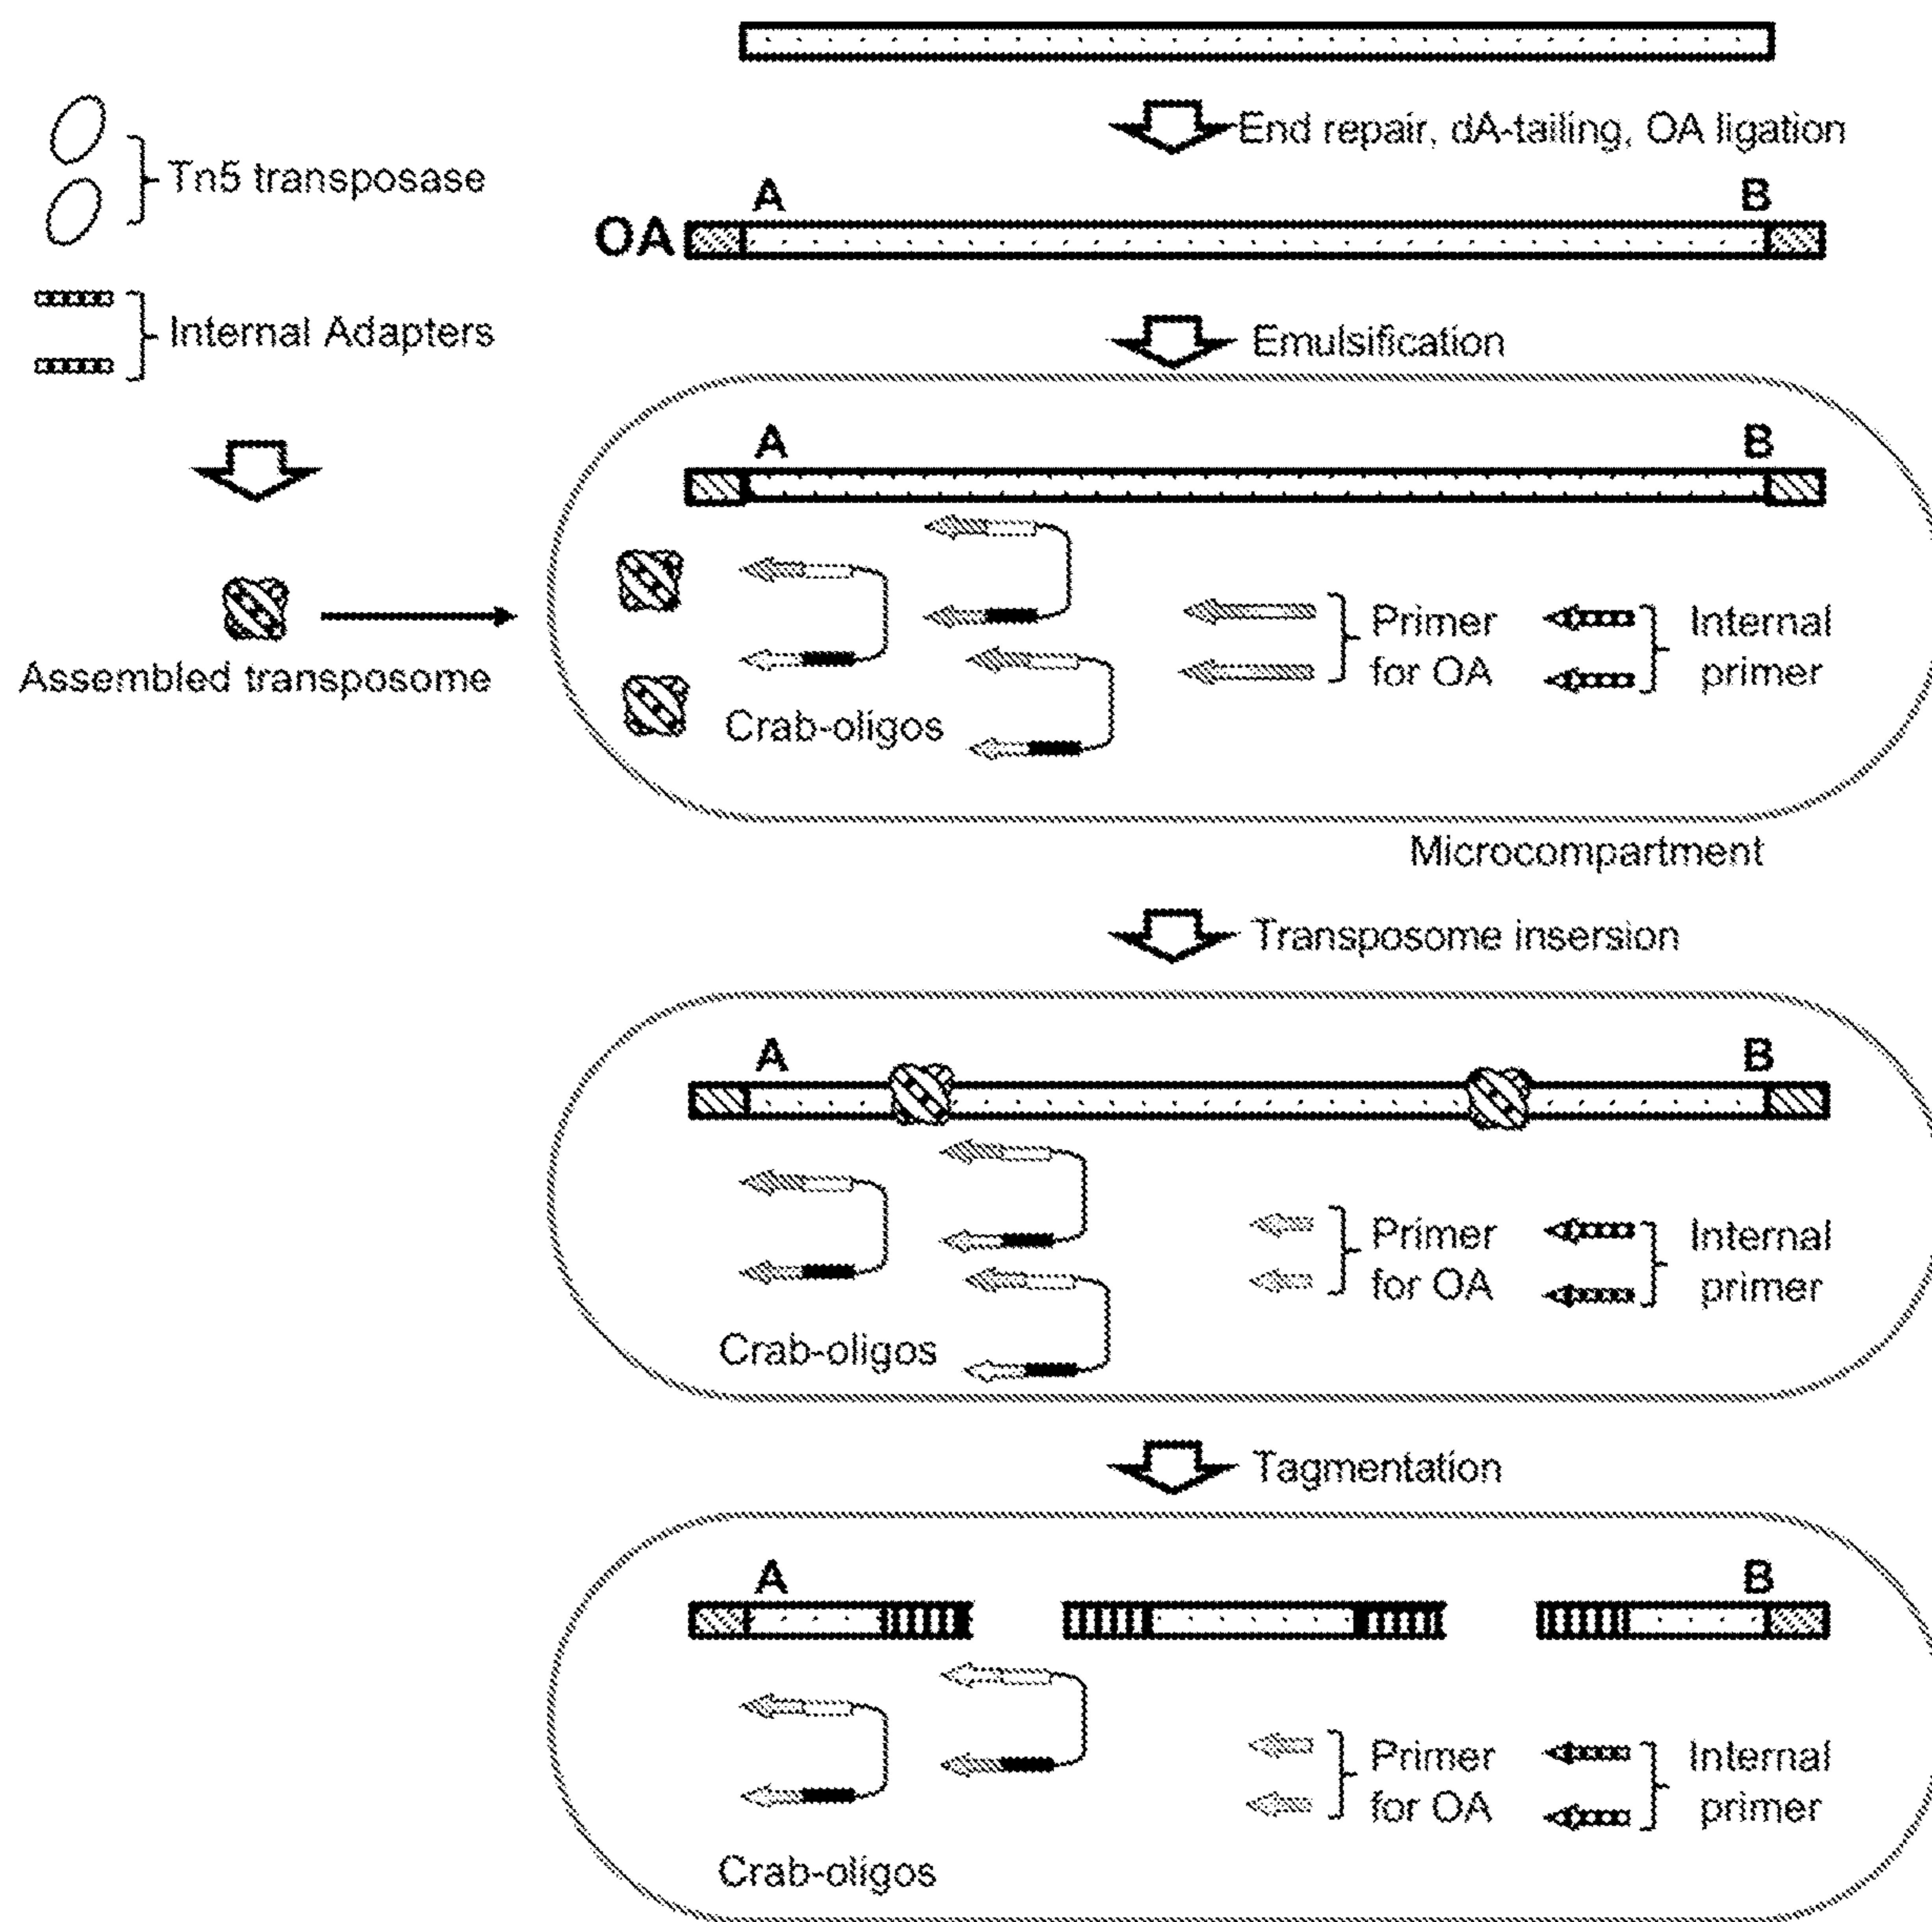 End repair, dA-tailing, OA ligation
Tn5 transposase
A
B
OA
Internal Adapters
Emulsification
A
B
Primer
for OA
Internal
primer
Assembled transposome
Crab-oligos
Microcompartment
Transposome insersion
A
B
Primer
for OA
Internal
primer
Crab-oligos
Tagmentation
A
B
Primer
for OA
Internal
primer
Crab-oligos